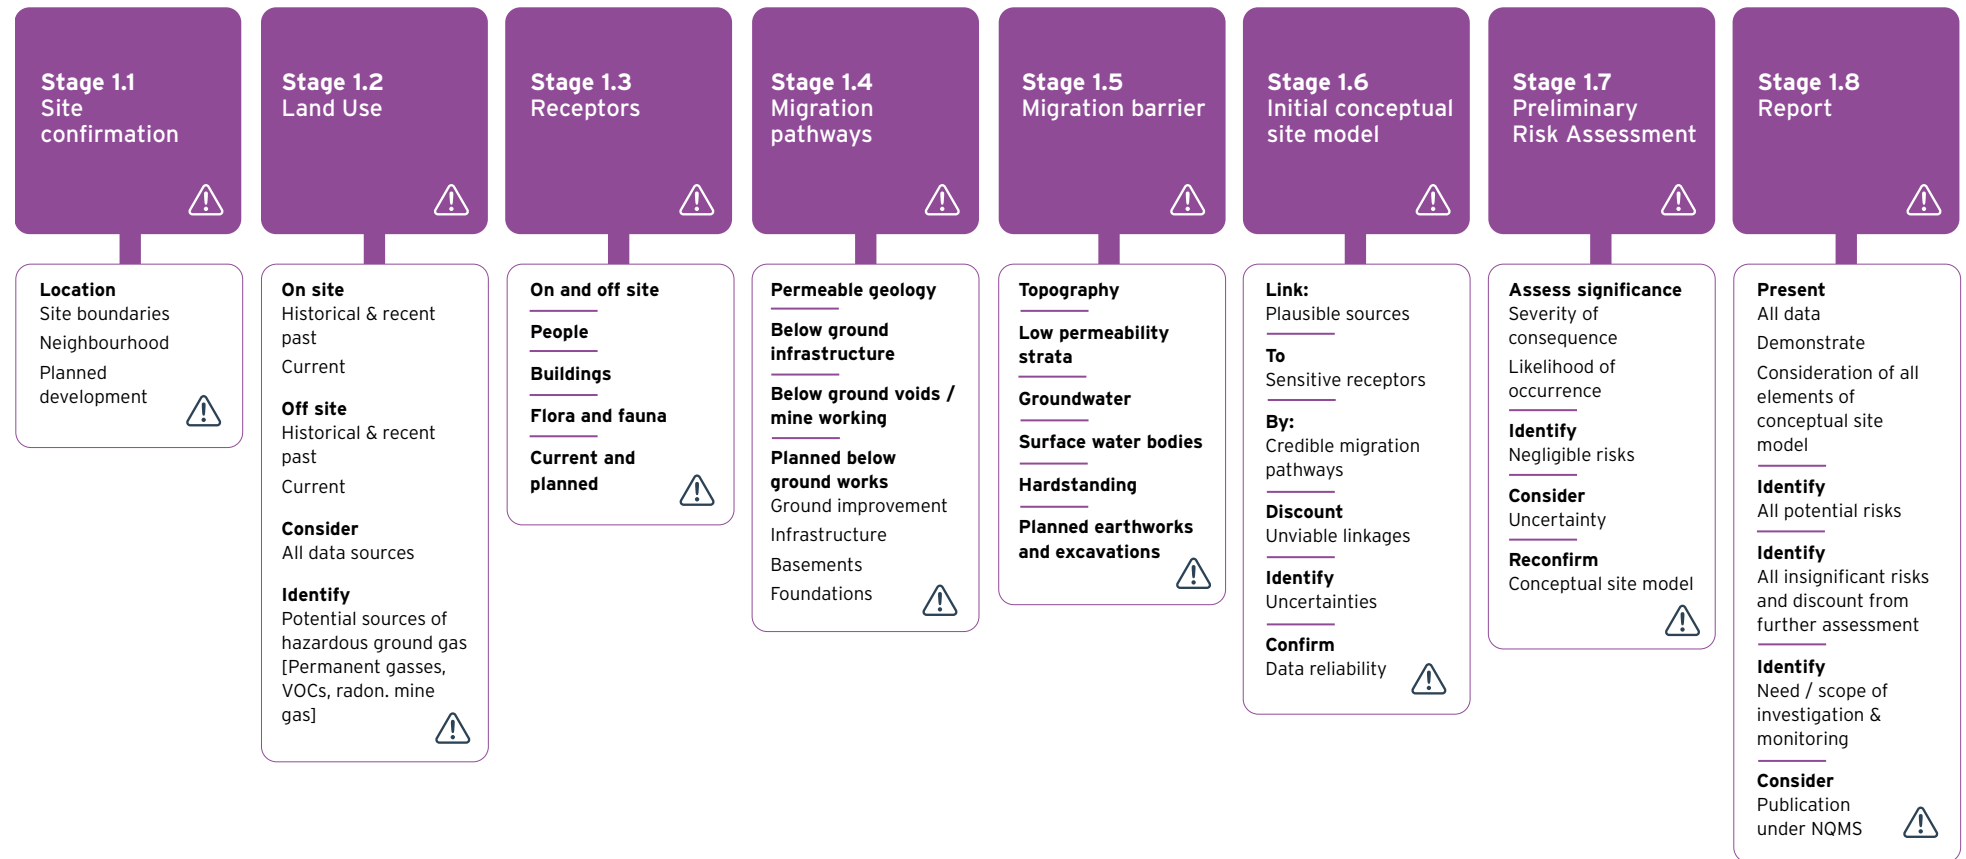 Stage 1.1
Site
confirmation
Location
Site boundaries
Neighbourhood
Planned
development
Stage 1.2
Land Use
On site
Historical & recent
past
Current
Off site
Historical & recent
past
Current
Consider
All data sources
Identify
Potential sources of
hazardous ground gas
[Permanent gasses,
VOCs, radon. mine
gas]
Stage 1.3
Receptors
On and off site
People
Buildings
Flora and fauna
Current and
planned
Stage 1.4
Migration
pathways
Permeable geology
Below ground
infrastructure
Below ground voids /
mine working
Planned below
ground works
Ground improvement
Infrastructure
Basements
Foundations
Stage 1.5
Migration barrier
Topography
Low permeability
strata
Groundwater
Surface water bodies
Hardstanding
Planned earthworks
and excavations
Stage 1.6
Initial conceptual
site model
Link:
Plausible sources
To
Sensitive receptors
By:
Credible migration
pathways
Discount
Unviable linkages
Identify
Uncertainties
Confirm
Data reliability
Stage 1.7
Preliminary
Risk Assessment
Assess significance
Severity of
consequence
Likelihood of
occurrence
Identify
Negligible risks
Consider
Uncertainty
Reconfirm
Conceptual site model
Stage 1.8
Report
Present
All data
Demonstrate
Consideration of all
elements of
conceptual site
model
Identify
All potential risks
Identify
All insignificant risks
and discount from
further assessment
Identify
Need / scope of
investigation &
monitoring
Consider
Publication
under NQMS